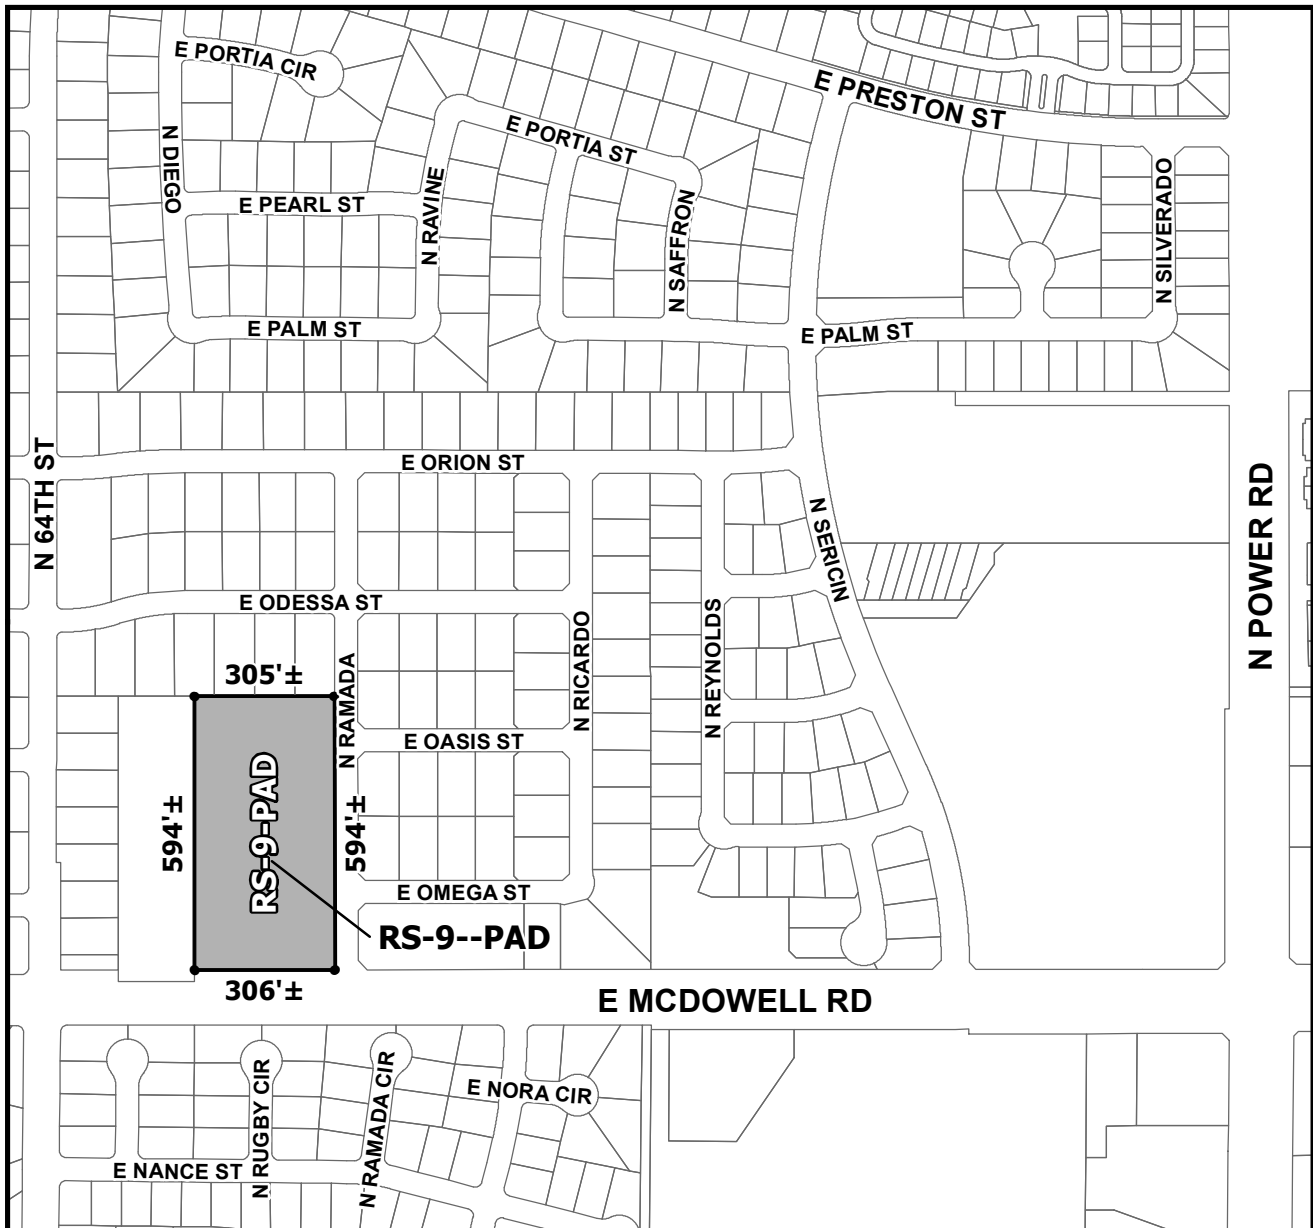 E PORTIA CIR
E PRESTON ST
E PORTIA ST
N DIEGO
N RAVINE
N SAFFRON
N SILVERADO
E PEARL ST
E PALM ST
E PALM ST
N 64TH ST
E ORION ST
N SERICIN
N POWER RD
E ODESSA ST
N RICARDO
N REYNOLDS
305'±
N RAMADA
E OASIS ST
594'±
RS-9-PAD
594'±
E OMEGA ST
RS-9--PAD
306'±
E MCDOWELL RD
N RUGBY CIR
N RAMADA CIR
E NORA CIR
E NANCE ST